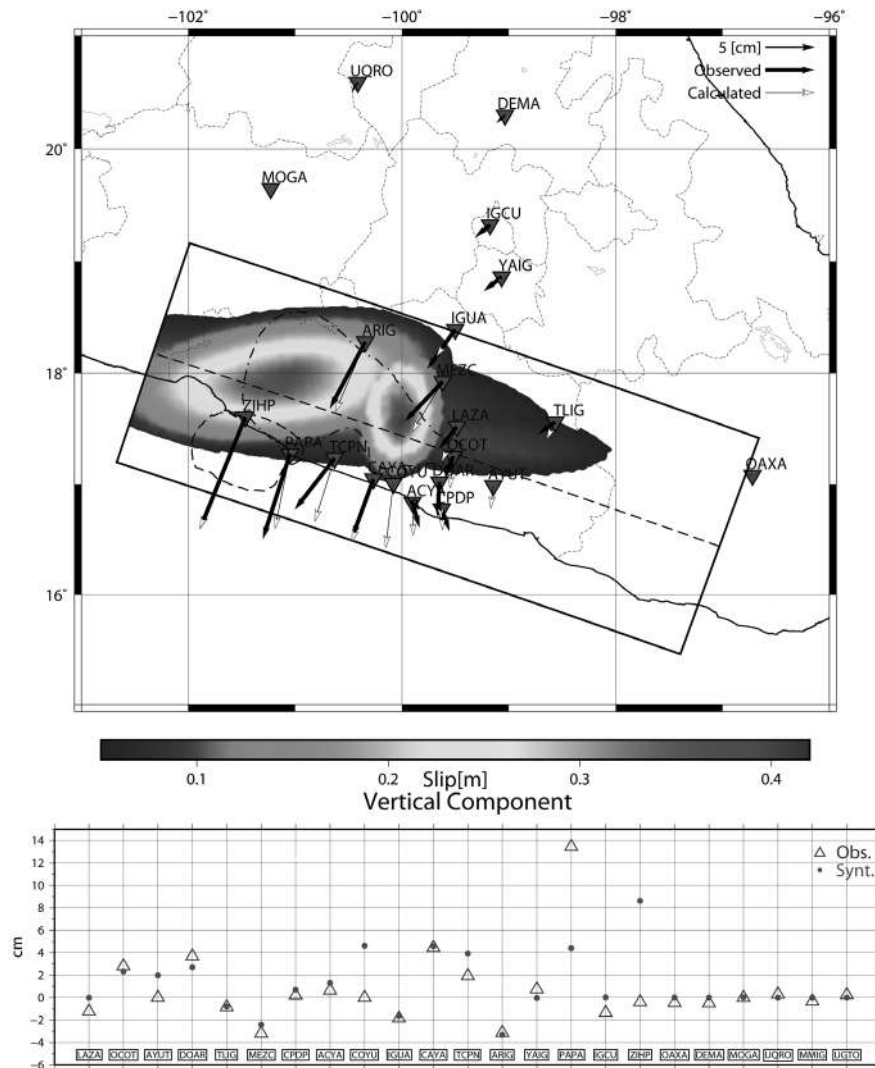 −102° −100° −98° −96°
5 [cm]
Observed
Calculated
UQRO
DEMA
20°
MOGA
IGCU
YAIG
IGUA
ARIG
18°
MEZC
ZIHP
LAZA
TLIG
PAPA
TCPN
OCOT
OAXA
CAYA
COYU
DOAR
AYUT
ACYA
CPDP
16°
0.1 0.2 0.3 0.4
Slip[m]
Vertical Component
14
12
10
8
6
4
2
0
−2
−4
−6
cm
Obs.
Synt.
LAZA OCOT AYUT DOAR TLIG MEZC CPDP ACYA COYU IGUA CAYA TCPN ARIG YAIG PAPA IGCU ZIHP OAXA DEMA MOGA UQRO MMIG UGTO